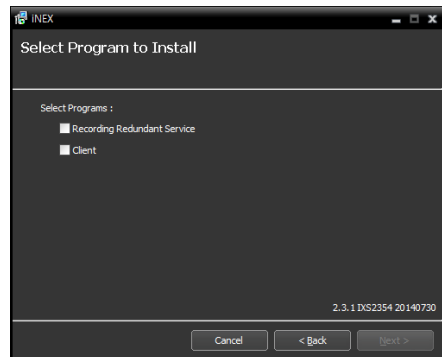 iNEX
Select Program to Install
Select Programs :
Recording Redundant Service
Client
2.3.1 IXS2354 20140730
Cancel
< Back
Next >